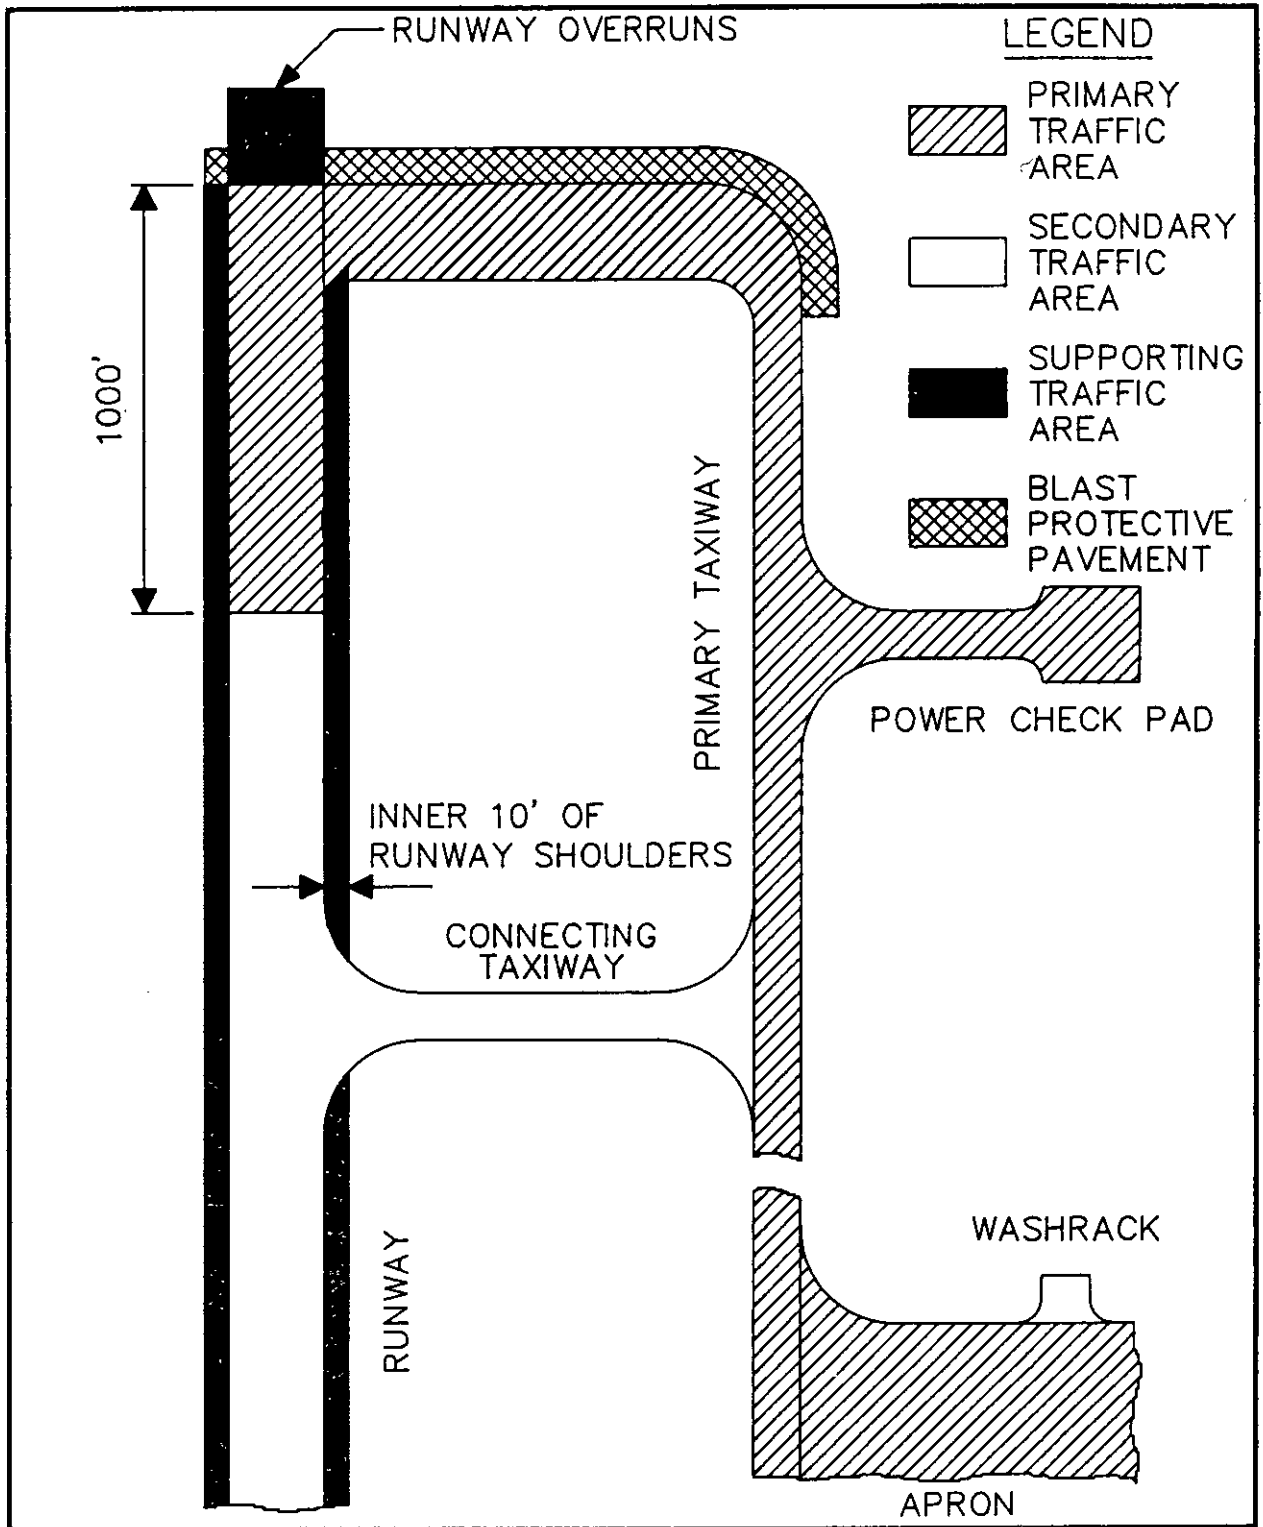 RUNWAY OVERRUNS
LEGEND
PRIMARY
TRAFFIC
AREA
SECONDARY
TRAFFIC
AREA
SUPPORTING
TRAFFIC
AREA
BLAST
PROTECTIVE
PAVEMENT
1000'
PRIMARY TAXIWAY
POWER CHECK PAD
INNER 10' OF
RUNWAY SHOULDERS
CONNECTING
TAXIWAY
RUNWAY
WASHRACK
APRON